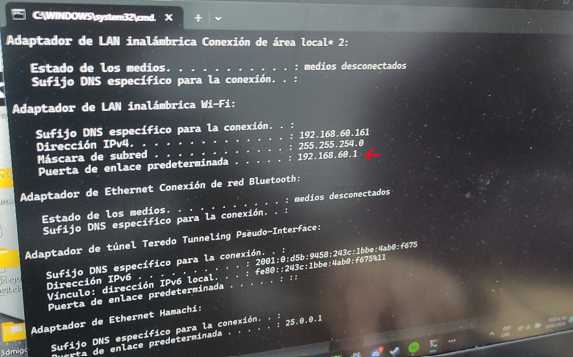 C:\WINDOWS\system32\cmd.
Adaptador de LAN inalámbrica Conexión de área local* 2:
Estado de los medios. . . . . . . . . . . : medios desconectados
Sufijo DNS específico para la conexión. . :
Adaptador de LAN inalámbrica Wi-Fi:
Sufijo DNS específico para la conexión. . :
Dirección IPv4. . . . . . . . . . . . . . : 192.168.60.161
Máscara de subred . . . . . . . . . . . . : 255.255.254.0
Puerta de enlace predeterminada . . . . . : 192.168.60.1
Adaptador de Ethernet Conexión de red Bluetooth:
Estado de los medios. . . . . . . . . . . : medios desconectados
Sufijo DNS específico para la conexión. . :
Adaptador de túnel Teredo Tunneling Pseudo-Interface:
Sufijo DNS específico para la conexión. . :
Dirección IPv6 . . . . . . . . . . : 2001:0:d5b:9458:243c:1bbe:4ab0:f675
Vínculo: dirección IPv6 local. . . : fe80::243c:1bbe:4ab0:f675%11
Puerta de enlace predeterminada . . . . . : ::
Adaptador de Ethernet Hamachi:
Sufijo DNS específico para la conexión. . :
Puerta de enlace predeterminada . . . . . : 25.0.0.1
3dmigo
ESP